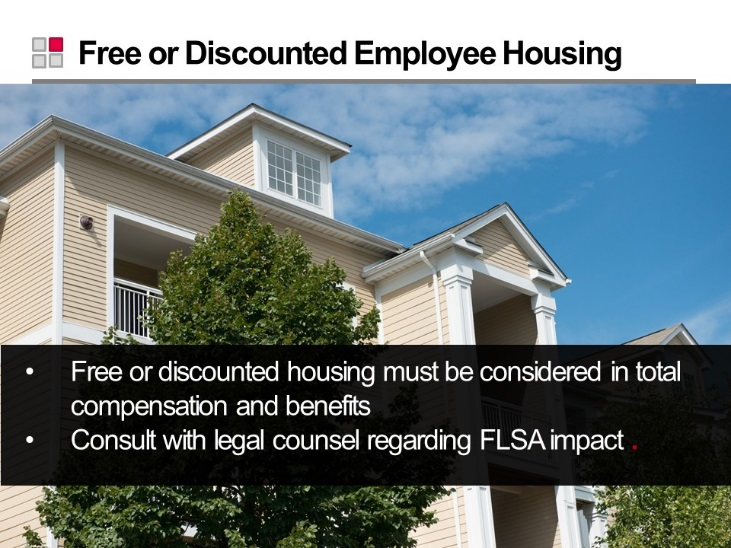 Free or Discounted Employee Housing
• Free or discounted housing must be considered in total
compensation and benefits
• Consult with legal counsel regarding FLSA impact .